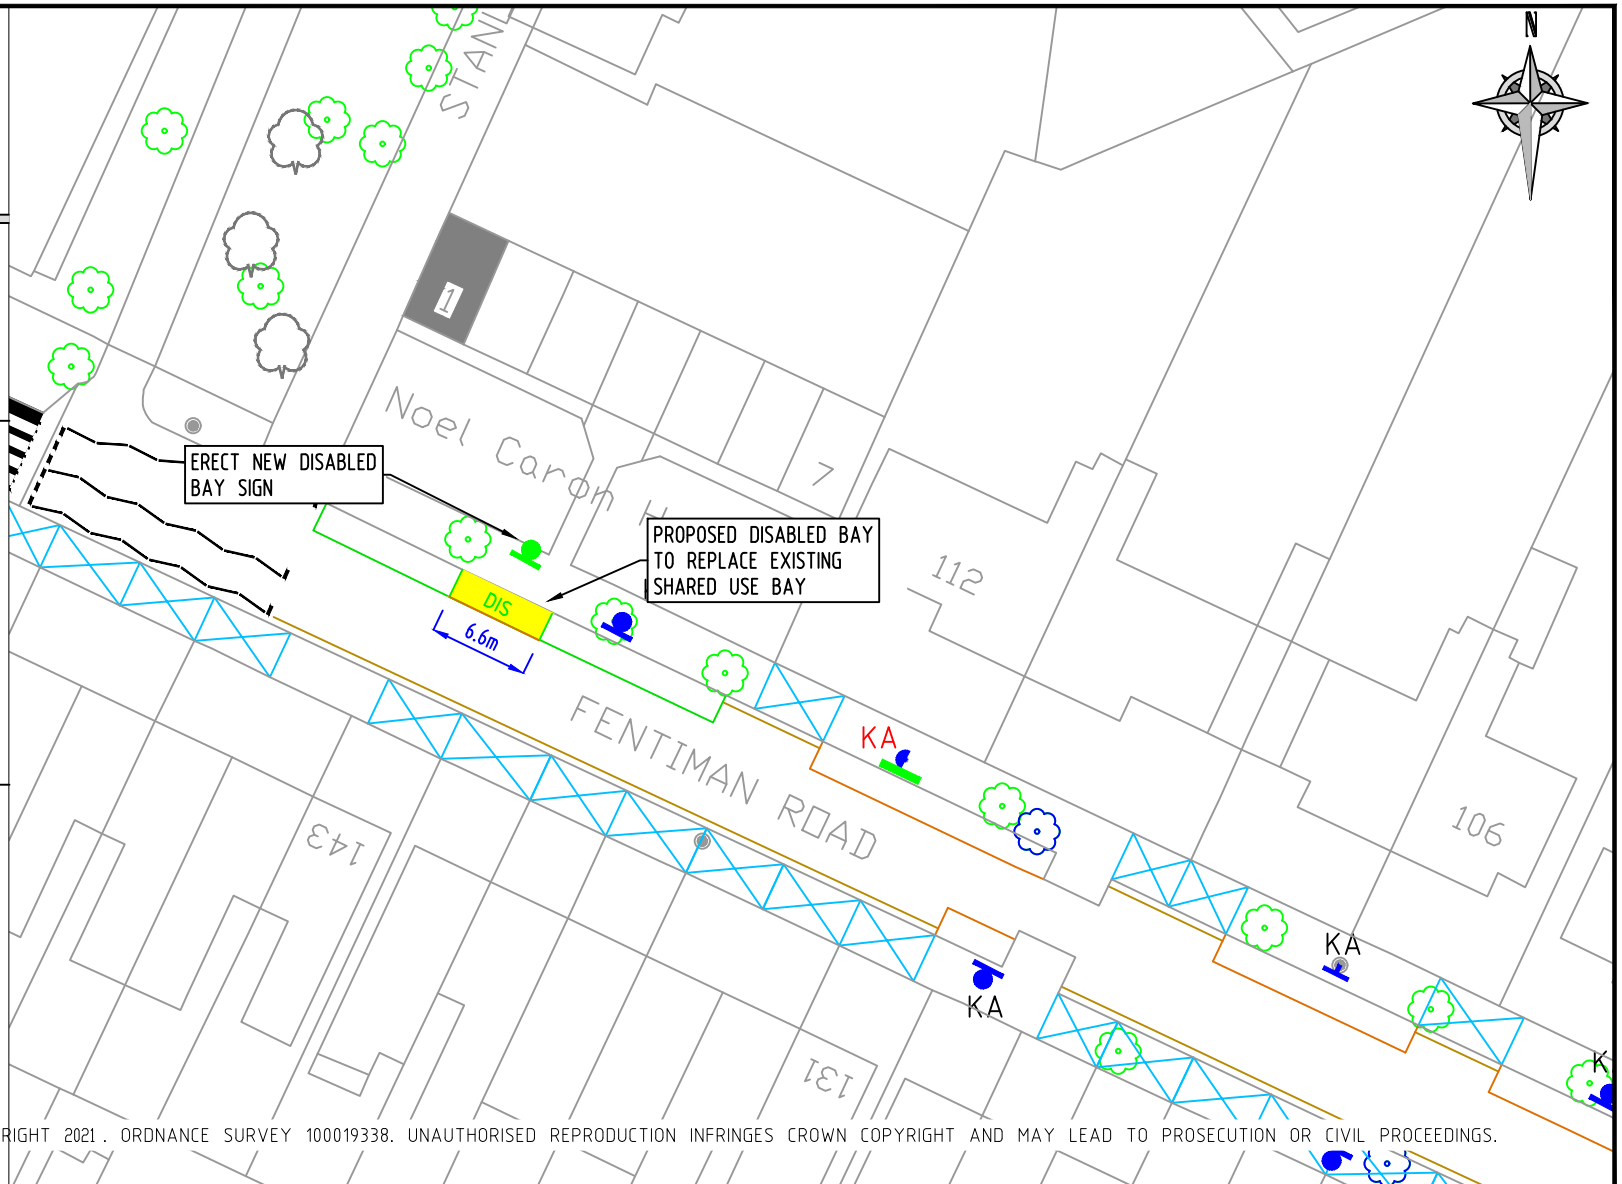 N
STAN
1
Noel Caron H
7
ERECT NEW DISABLED
BAY SIGN
PROPOSED DISABLED BAY
TO REPLACE EXISTING
SHARED USE BAY
DIS
6.6m
112
FENTIMAN ROAD
KA
106
143
KA
KA
131
K
RIGHT 2021. ORDNANCE SURVEY 100019338. UNAUTHORISED REPRODUCTION INFRINGES CROWN COPYRIGHT AND MAY LEAD TO PROSECUTION OR CIVIL PROCEEDINGS.